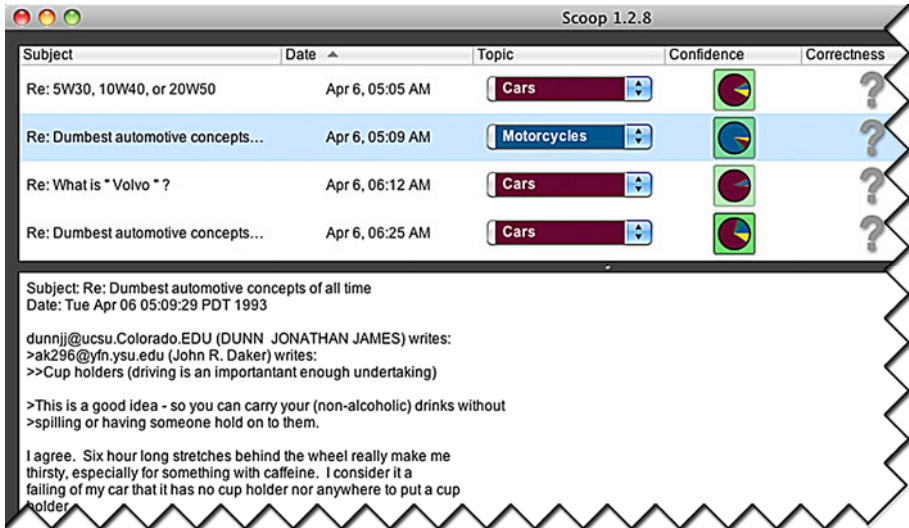 Scoop 1.2.8
Subject Date Topic Confidence Correctness
Re: 5W30, 10W40, or 20W50 Apr 6, 05:05 AM Cars ?
Re: Dumbest automotive concepts... Apr 6, 05:09 AM Motorcycles ?
Re: What is " Volvo " ? Apr 6, 06:12 AM Cars ?
Re: Dumbest automotive concepts... Apr 6, 06:25 AM Cars ?
Subject: Re: Dumbest automotive concepts of all time
Date: Tue Apr 06 05:09:29 PDT 1993
dunnjj@ucsu.Colorado.EDU (DUNN JONATHAN JAMES) writes:
>ak296@yfn.ysu.edu (John R. Daker) writes:
>>Cup holders (driving is an importantant enough undertaking)
>This is a good idea - so you can carry your (non-alcoholic) drinks without
>spilling or having someone hold on to them.
I agree. Six hour long stretches behind the wheel really make me
thirsty, especially for something with caffeine. I consider it a
failing of my car that it has no cup holder nor anywhere to put a cup
holder